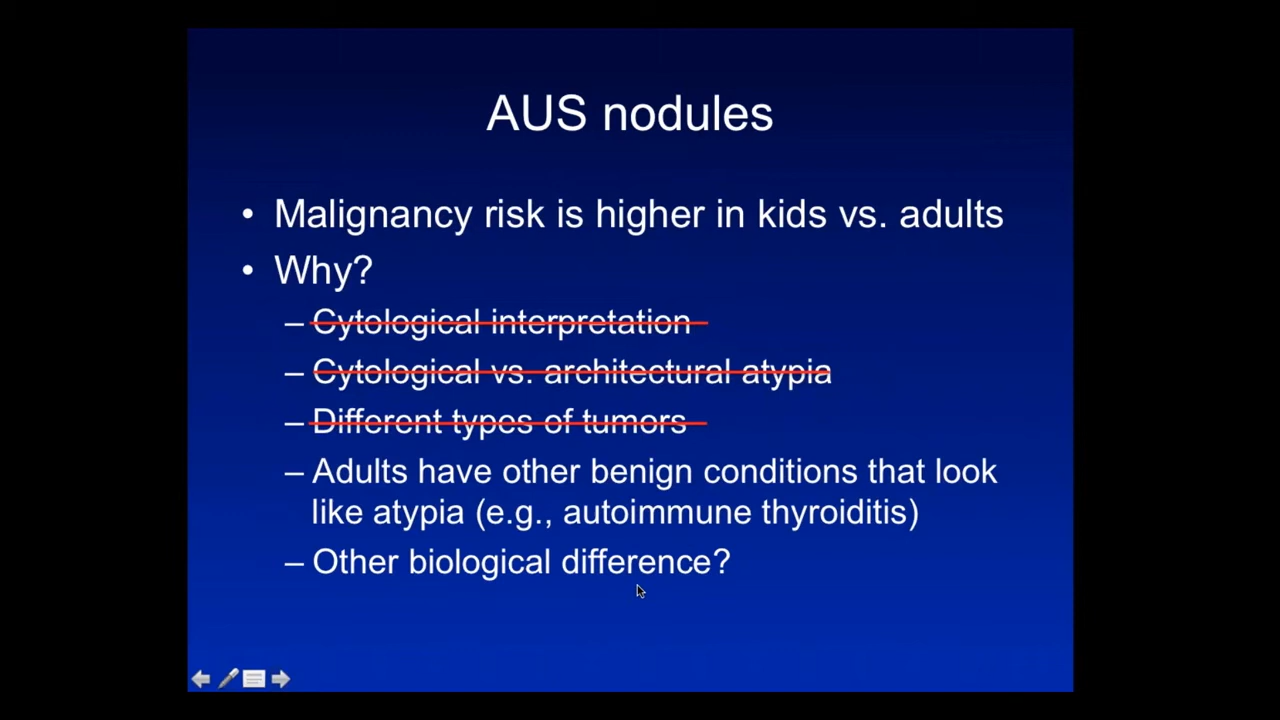 AUS nodules
• Malignancy risk is higher in kids vs. adults
• Why?
– Cytological interpretation
– Cytological vs. architectural atypia
– Different types of tumors
– Adults have other benign conditions that look
like atypia (e.g., autoimmune thyroiditis)
– Other biological difference?